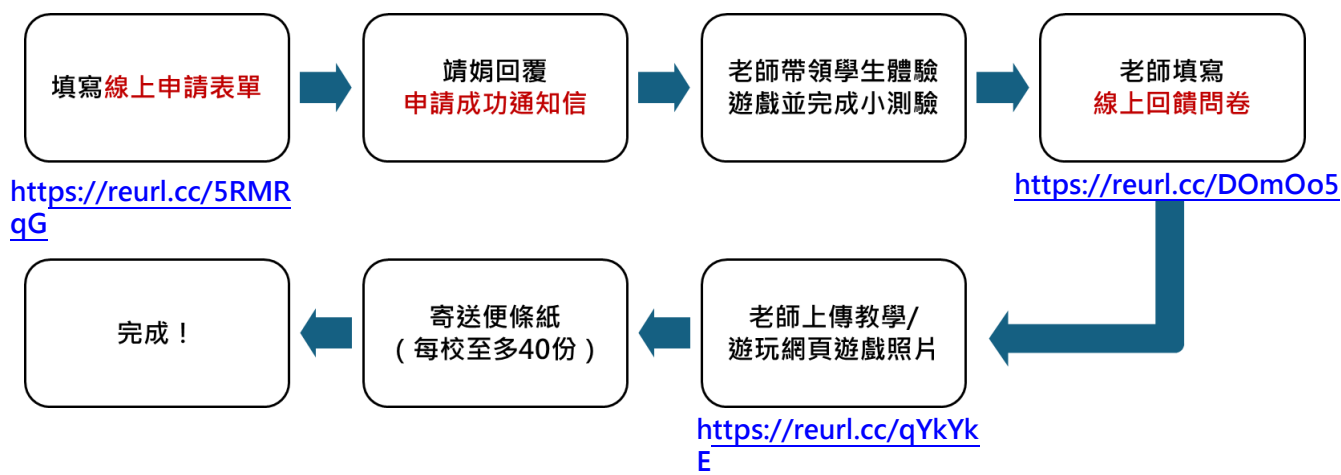 填寫線上申請表單
靖娟回覆
申請成功通知信
老師帶領學生體驗
遊戲並完成小測驗
老師填寫
線上回饋問卷
https://reurl.cc/5RMR
qG
https://reurl.cc/DOmOo5
完成！
寄送便條紙
（每校至多40份）
老師上傳教學/
遊玩網頁遊戲照片
https://reurl.cc/qYkYk
E